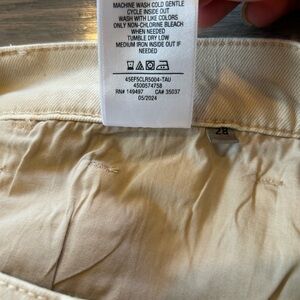 MACHINE WASH COLD GENTLE
CYCLE INSIDE OUT
WASH WITH LIKE COLORS
ONLY NON-CHLORINE BLEACH
WHEN NEEDED
TUMBLE DRY LOW
MEDIUM IRON INSIDE OUT IF
NEEDED
45EF5CLR5004-TAU
4500574758
RN# 149497 CA# 35037
05/2024
28